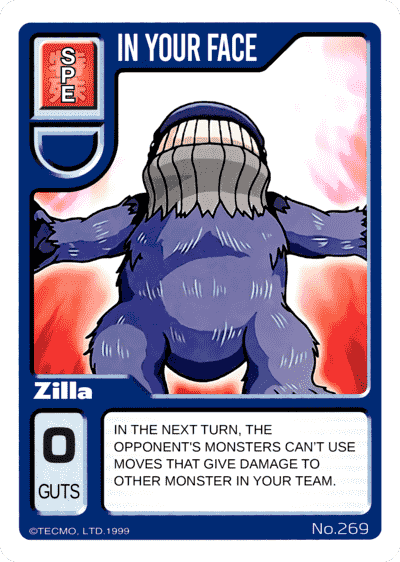 IN YOUR FACE
SPE
Zilla
0
GUTS
IN THE NEXT TURN, THE
OPPONENT'S MONSTERS CAN'T USE
MOVES THAT GIVE DAMAGE TO
OTHER MONSTER IN YOUR TEAM.
©TECMO, LTD.1999
No.269